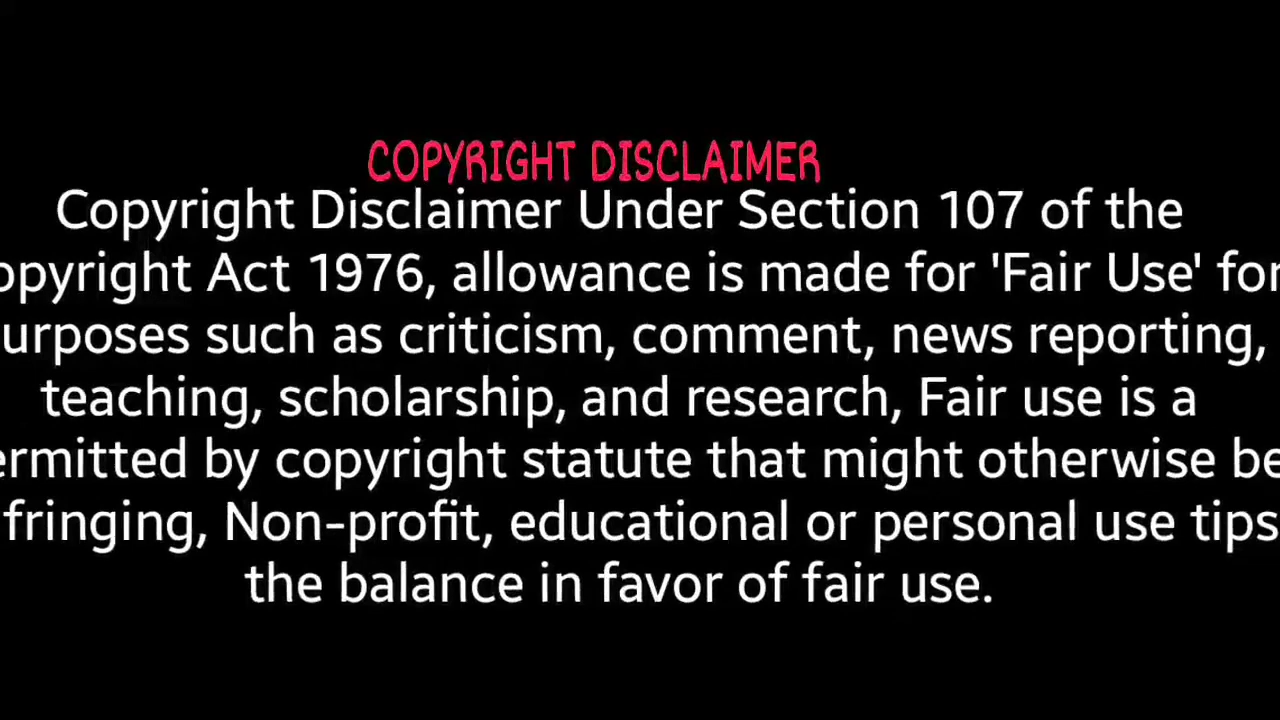 COPYRIGHT DISCLAIMER
Copyright Disclaimer Under Section 107 of the
opyright Act 1976, allowance is made for 'Fair Use' for
urposes such as criticism, comment, news reporting,
teaching, scholarship, and research, Fair use is a
ermitted by copyright statute that might otherwise be
fringing, Non-profit, educational or personal use tips
the balance in favor of fair use.